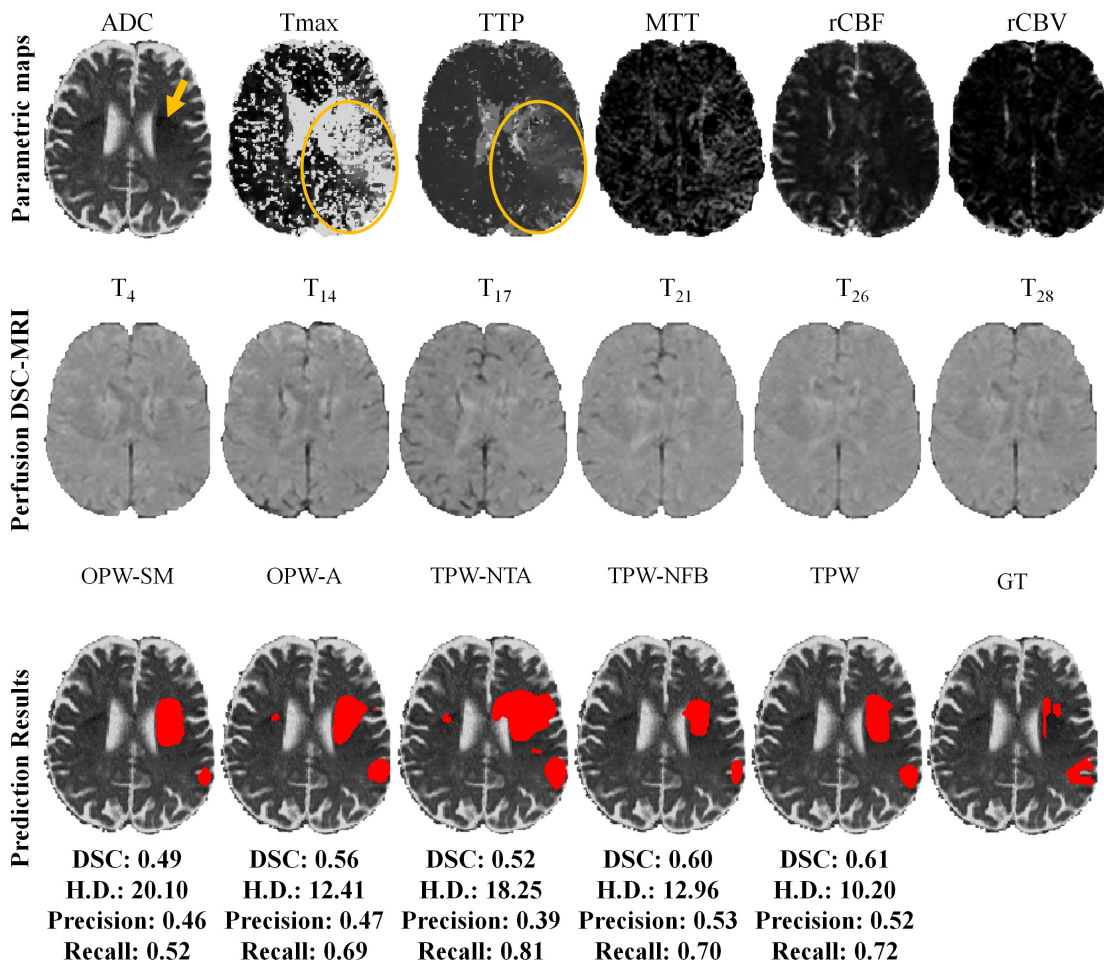 Parametric maps
ADC
Tmax
TTP
MTT
rCBF
rCBV
Perfusion DSC-MRI
T₄
T₁₄
T₁₇
T₂₁
T₂₆
T₂₈
Prediction Results
OPW-SM
OPW-A
TPW-NTA
TPW-NFB
TPW
GT
DSC: 0.49
H.D.: 20.10
Precision: 0.46
Recall: 0.52
DSC: 0.56
H.D.: 12.41
Precision: 0.47
Recall: 0.69
DSC: 0.52
H.D.: 18.25
Precision: 0.39
Recall: 0.81
DSC: 0.60
H.D.: 12.96
Precision: 0.53
Recall: 0.70
DSC: 0.61
H.D.: 10.20
Precision: 0.52
Recall: 0.72